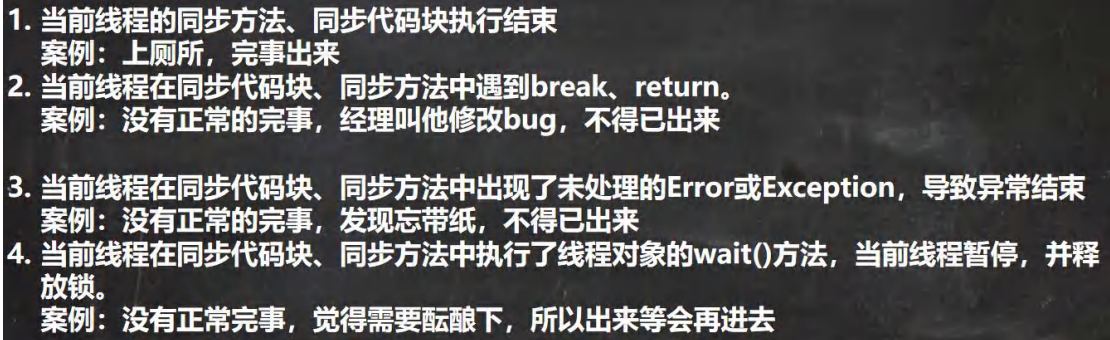 1. 当前线程的同步方法、同步代码块执行结束
案例：上厕所，完事出来
2. 当前线程在同步代码块、同步方法中遇到break、return。
案例：没有正常的完事，经理叫他修改bug，不得已出来
3. 当前线程在同步代码块、同步方法中出现了未处理的Error或Exception，导致异常结束
案例：没有正常的完事，发现忘带纸，不得已出来
4. 当前线程在同步代码块、同步方法中执行了线程对象的wait()方法，当前线程暂停，并释
放锁。
案例：没有正常完事，觉得需要酝酿下，所以出来等会再进去